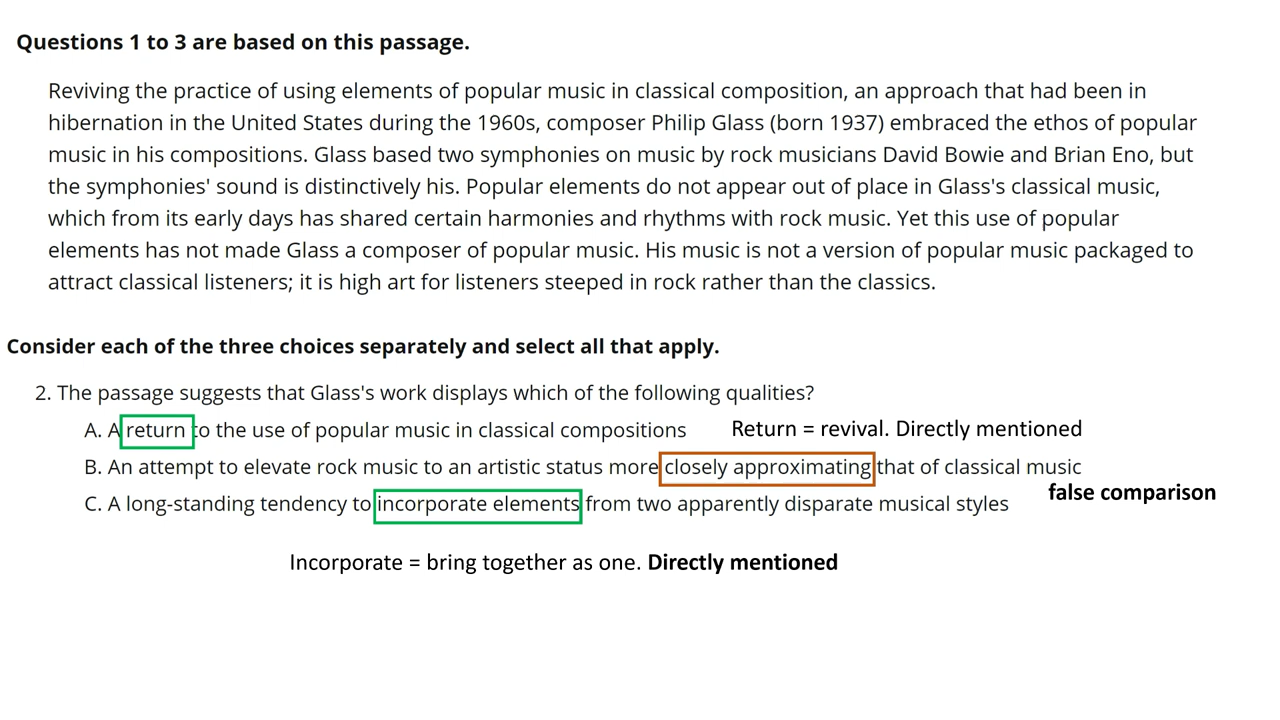 Questions 1 to 3 are based on this passage.
Reviving the practice of using elements of popular music in classical composition, an approach that had been in
hibernation in the United States during the 1960s, composer Philip Glass (born 1937) embraced the ethos of popular
music in his compositions. Glass based two symphonies on music by rock musicians David Bowie and Brian Eno, but
the symphonies' sound is distinctively his. Popular elements do not appear out of place in Glass's classical music,
which from its early days has shared certain harmonies and rhythms with rock music. Yet this use of popular
elements has not made Glass a composer of popular music. His music is not a version of popular music packaged to
attract classical listeners; it is high art for listeners steeped in rock rather than the classics.
Consider each of the three choices separately and select all that apply.
2. The passage suggests that Glass's work displays which of the following qualities?
A. A return to the use of popular music in classical compositions Return = revival. Directly mentioned
B. An attempt to elevate rock music to an artistic status more closely approximating that of classical music
false comparison
C. A long-standing tendency to incorporate elements from two apparently disparate musical styles
Incorporate = bring together as one. Directly mentioned